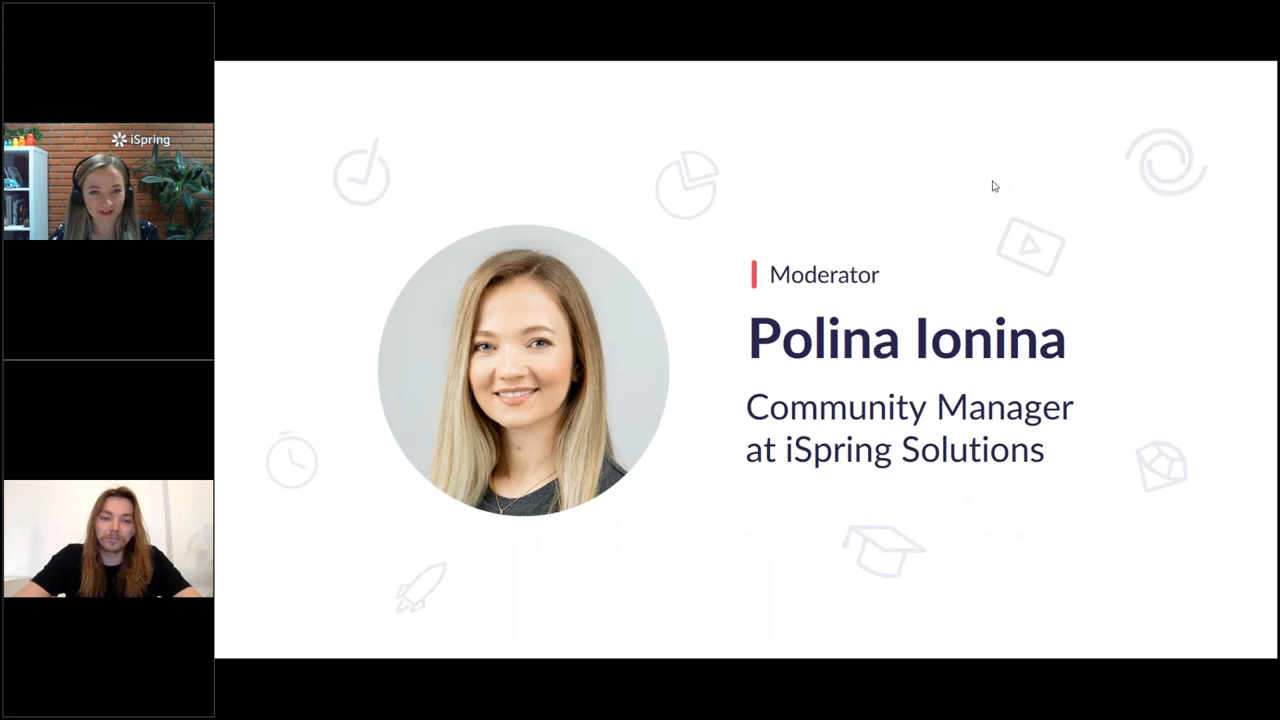 iSpring
Moderator
Polina Ionina
Community Manager
at iSpring Solutions